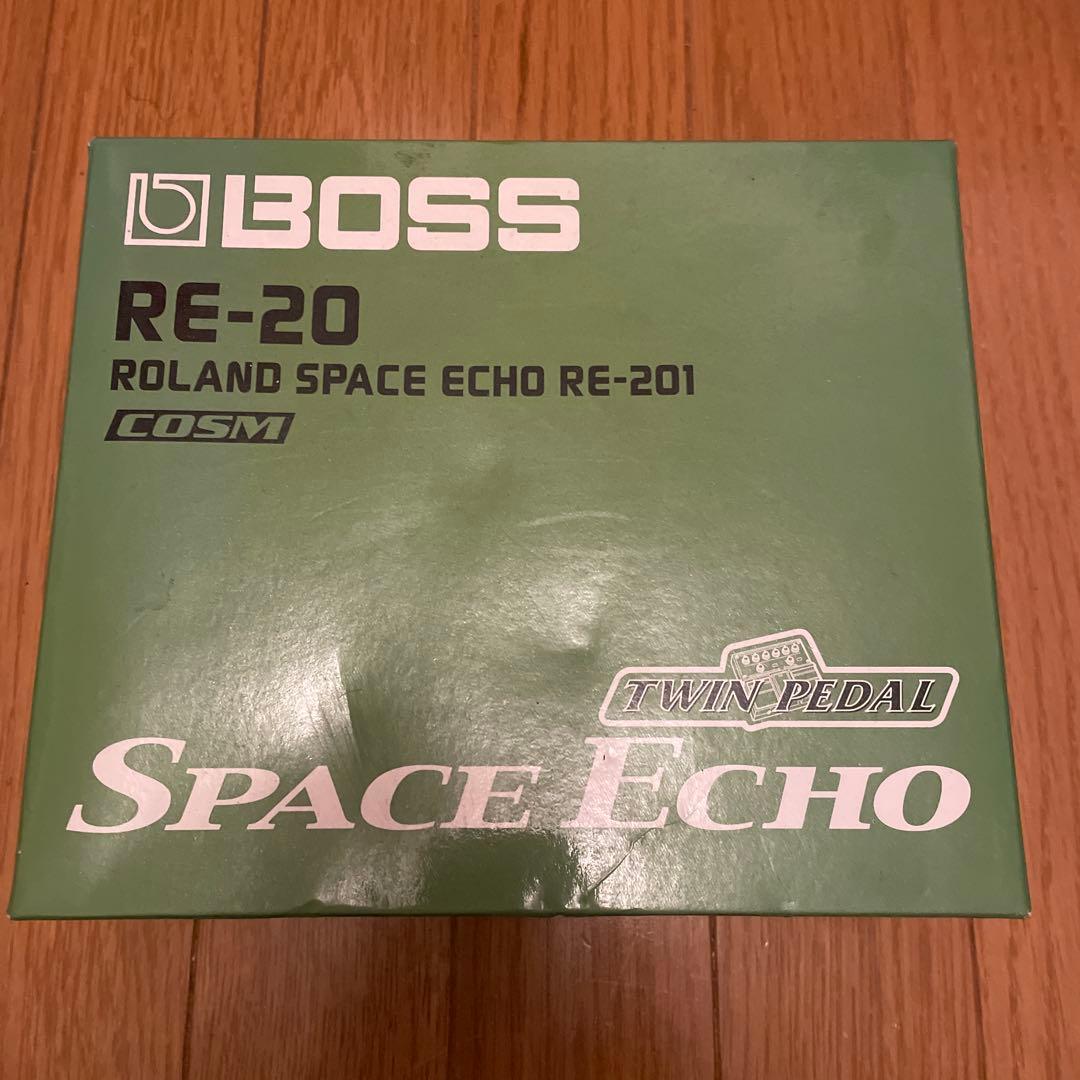 BOSS
RE-20
ROLAND SPACE ECHO RE-201
COSM
TWIN PEDAL
SPACE ECHO